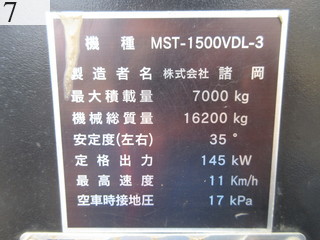 7
機種 MST-1500VDL-3
製造者名 株式会社 諸岡
最大積載量 7000 kg
機械総質量 16200 kg
安定度(左右) 35 °
定格出力 145 kW
最高速度 11 Km/h
空車時接地圧 17 kPa